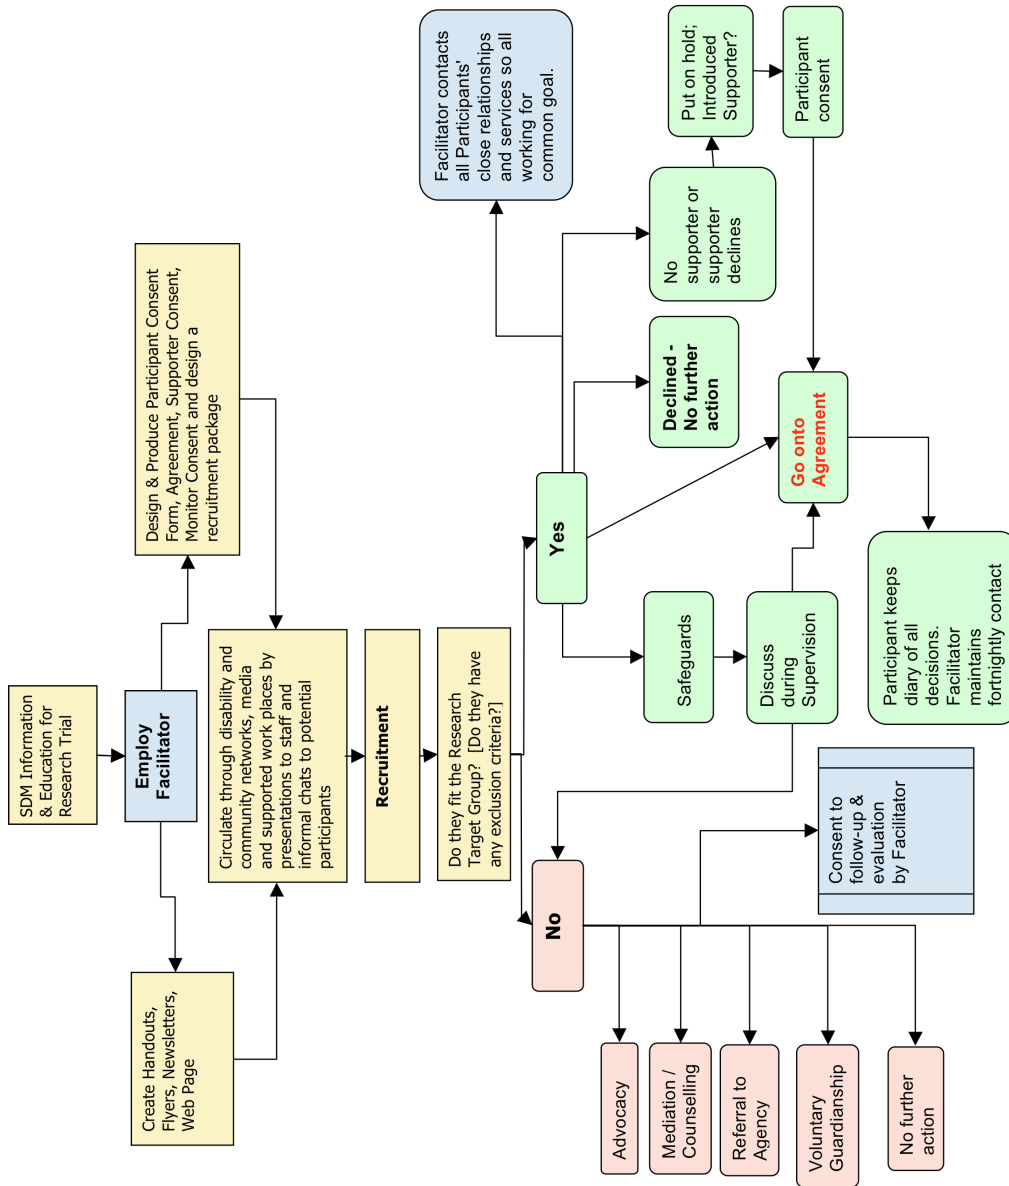 SDM Information
& Education for
Research Trial
Employ
Facilitator
Create Handouts,
Flyers, Newsletters,
Web Page
Design & Produce Participant Consent
Form, Agreement, Supporter Consent,
Monitor Consent and design a
recruitment package
Circulate through disability and
community networks, media
and supported work places by
presentations to staff and
informal chats to potential
participants
Recruitment
Do they fit the Research
Target Group?  [Do they have
any exclusion criteria?]
No
Yes
Advocacy
Mediation /
Counselling
Referral to
Agency
Voluntary
Guardianship
No further
action
Consent to
follow-up &
evaluation
by Facilitator
Safeguards
Discuss
during
Supervision
Declined -
No further
action
No
supporter or
supporter
declines
Facilitator contacts
all Participants'
close relationships
and services so all
working for
common goal.
Put on hold;
Introduced
Supporter?
Participant
consent
Go onto
Agreement
Participant keeps
diary of all
decisions.
Facilitator
maintains
fortnightly contact